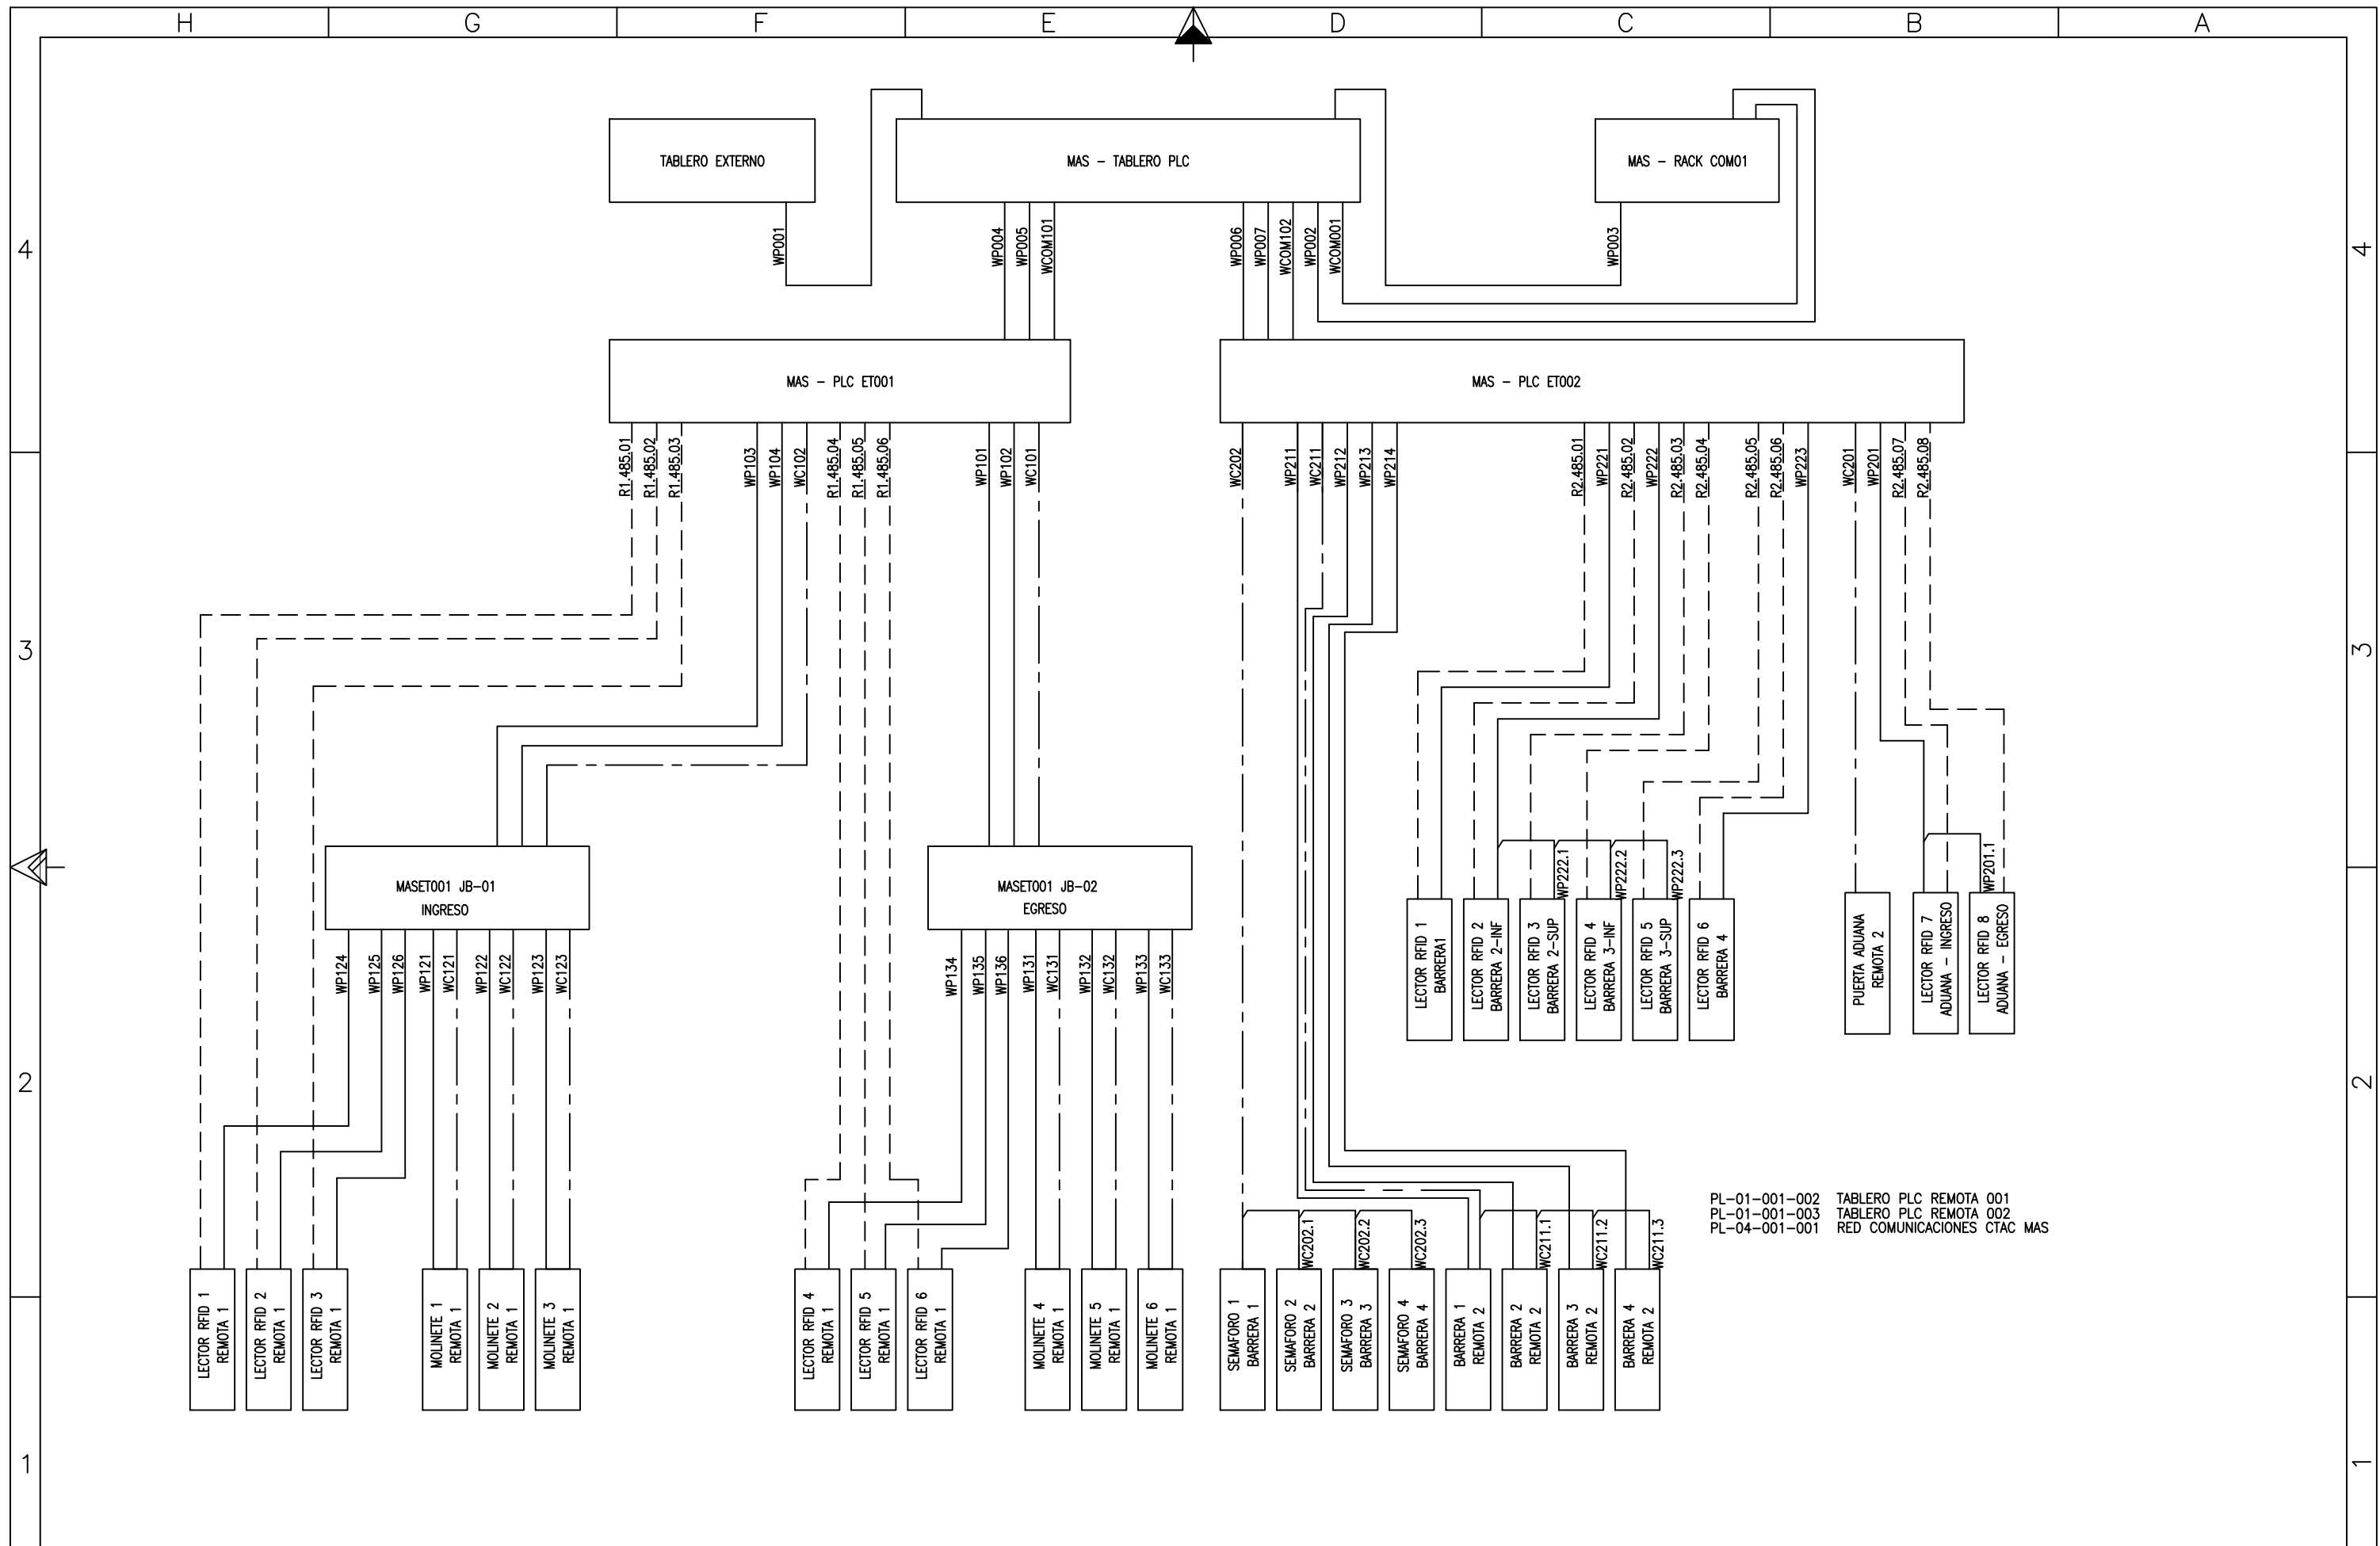 H G F E D C B A
TABLERO EXTERNO
MAS - TABLERO PLC
MAS - RACK COM01
4
4
WP001
WP004
WP005
WCOM101
WP006
WP007
WCOM102
WP002
WCOM001
WP003
MAS - PLC ET001
MAS - PLC ET002
R1.485.01
R1.485.02
R1.485.03
WP103
WP104
WC102
R1.485.04
R1.485.05
R1.485.06
WP101
WP102
WC101
WC202
WP211
WC211
WP212
WP213
WP214
R2.485.01
WP221
R2.485.02
WP222
R2.485.03
R2.485.04
R2.485.05
R2.485.06
WP223
WC201
WP201
R2.485.07
R2.485.08
3
3
MASET001 JB-01
INGRESO
MASET001 JB-02
EGRESO
WP222.1
WP222.2
WP222.3
WP201.1
LECTOR RFID 1
BARRERA1
LECTOR RFID 2
BARRERA 2-INF
LECTOR RFID 3
BARRERA 2-SUP
LECTOR RFID 4
BARRERA 3-INF
LECTOR RFID 5
BARRERA 3-SUP
LECTOR RFID 6
BARRERA 4
PUERTA ADUANA
REMOTA 2
LECTOR RFID 7
ADUANA - INGRESO
LECTOR RFID 8
ADUANA - EGRESO
WP124
WP125
WP126
WP121
WC121
WP122
WC122
WP123
WC123
WP134
WP135
WP136
WP131
WC131
WP132
WC132
WP133
WC133
2
2
PL-01-001-002 TABLERO PLC REMOTA 001
PL-01-001-003 TABLERO PLC REMOTA 002
PL-04-001-001 RED COMUNICACIONES CTAC MAS
WC202.1
WC202.2
WC202.3
WC211.1
WC211.2
WC211.3
LECTOR RFID 1
REMOTA 1
LECTOR RFID 2
REMOTA 1
LECTOR RFID 3
REMOTA 1
MOLINETE 1
REMOTA 1
MOLINETE 2
REMOTA 1
MOLINETE 3
REMOTA 1
LECTOR RFID 4
REMOTA 1
LECTOR RFID 5
REMOTA 1
LECTOR RFID 6
REMOTA 1
MOLINETE 4
REMOTA 1
MOLINETE 5
REMOTA 1
MOLINETE 6
REMOTA 1
SEMAFORO 1
BARRERA 1
SEMAFORO 2
BARRERA 2
SEMAFORO 3
BARRERA 3
SEMAFORO 4
BARRERA 4
BARRERA 1
REMOTA 2
BARRERA 2
REMOTA 2
BARRERA 3
REMOTA 2
BARRERA 4
REMOTA 2
1
1